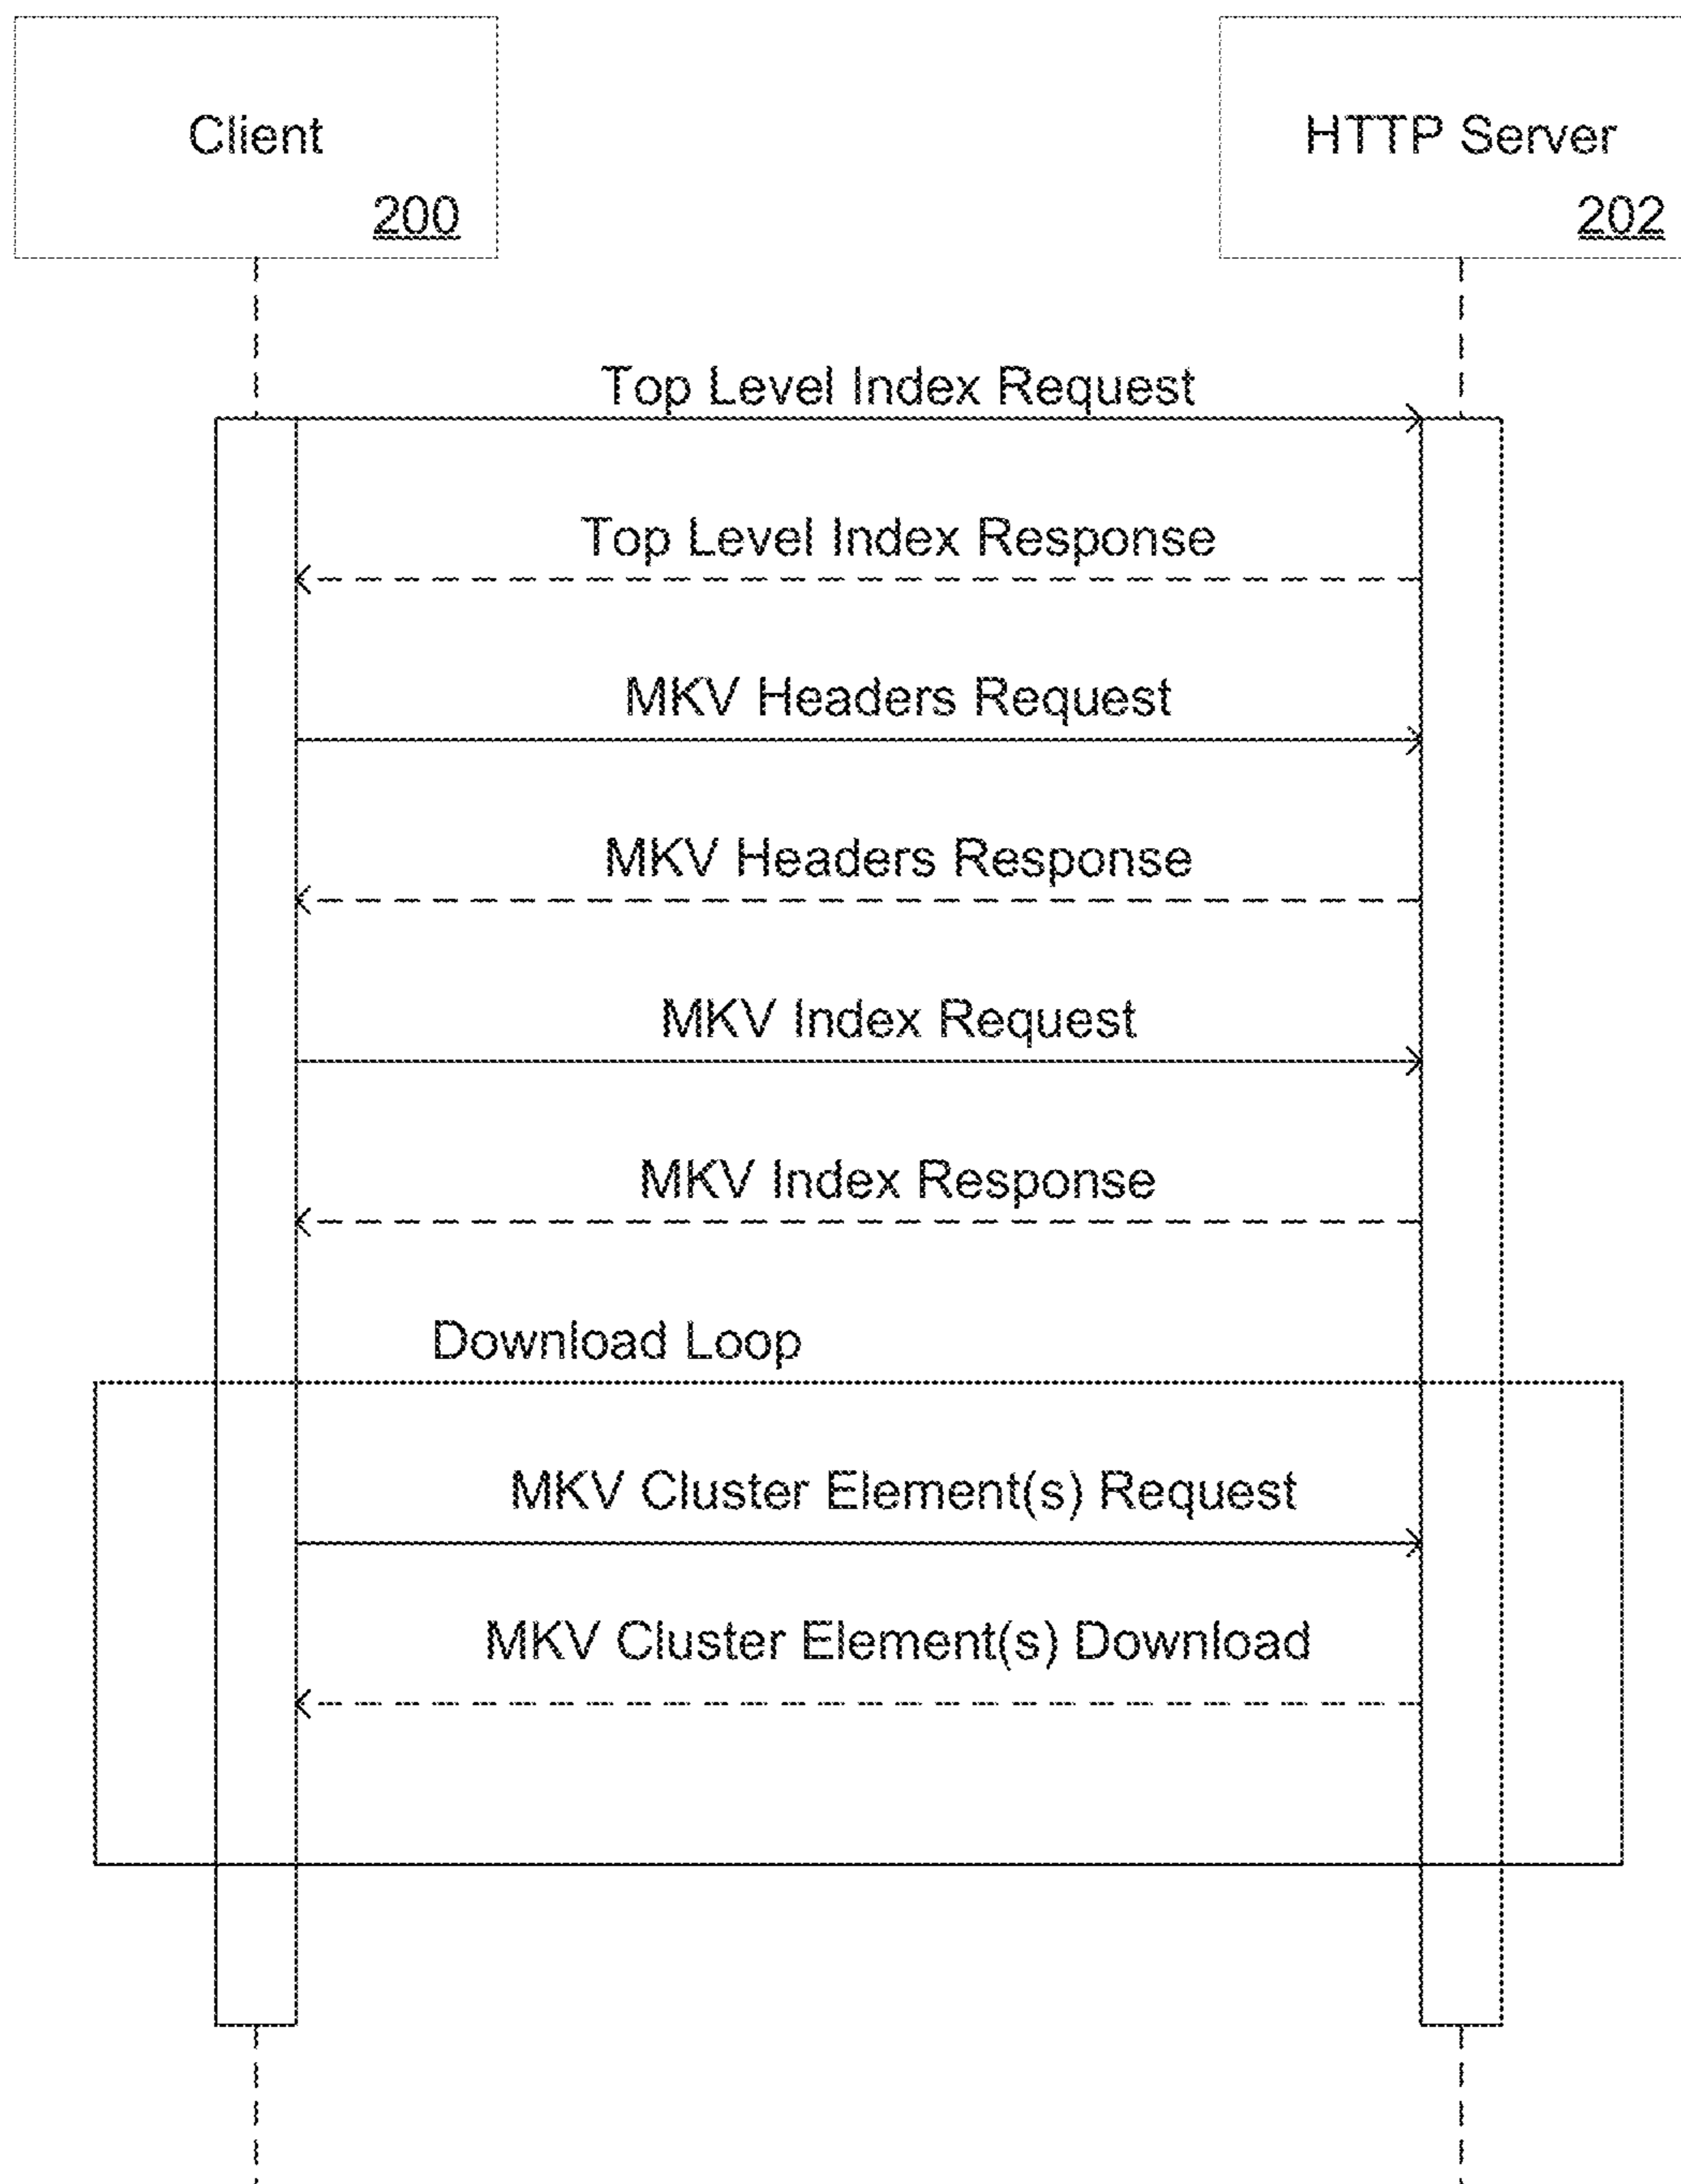 Client
200
HTTP Server
202
Top Level Index Request
Top Level Index Response
MKV Headers Request
MKV Headers Response
MKV Index Request
MKV Index Response
Download Loop
MKV Cluster Element(s) Request
MKV Cluster Element(s) Download